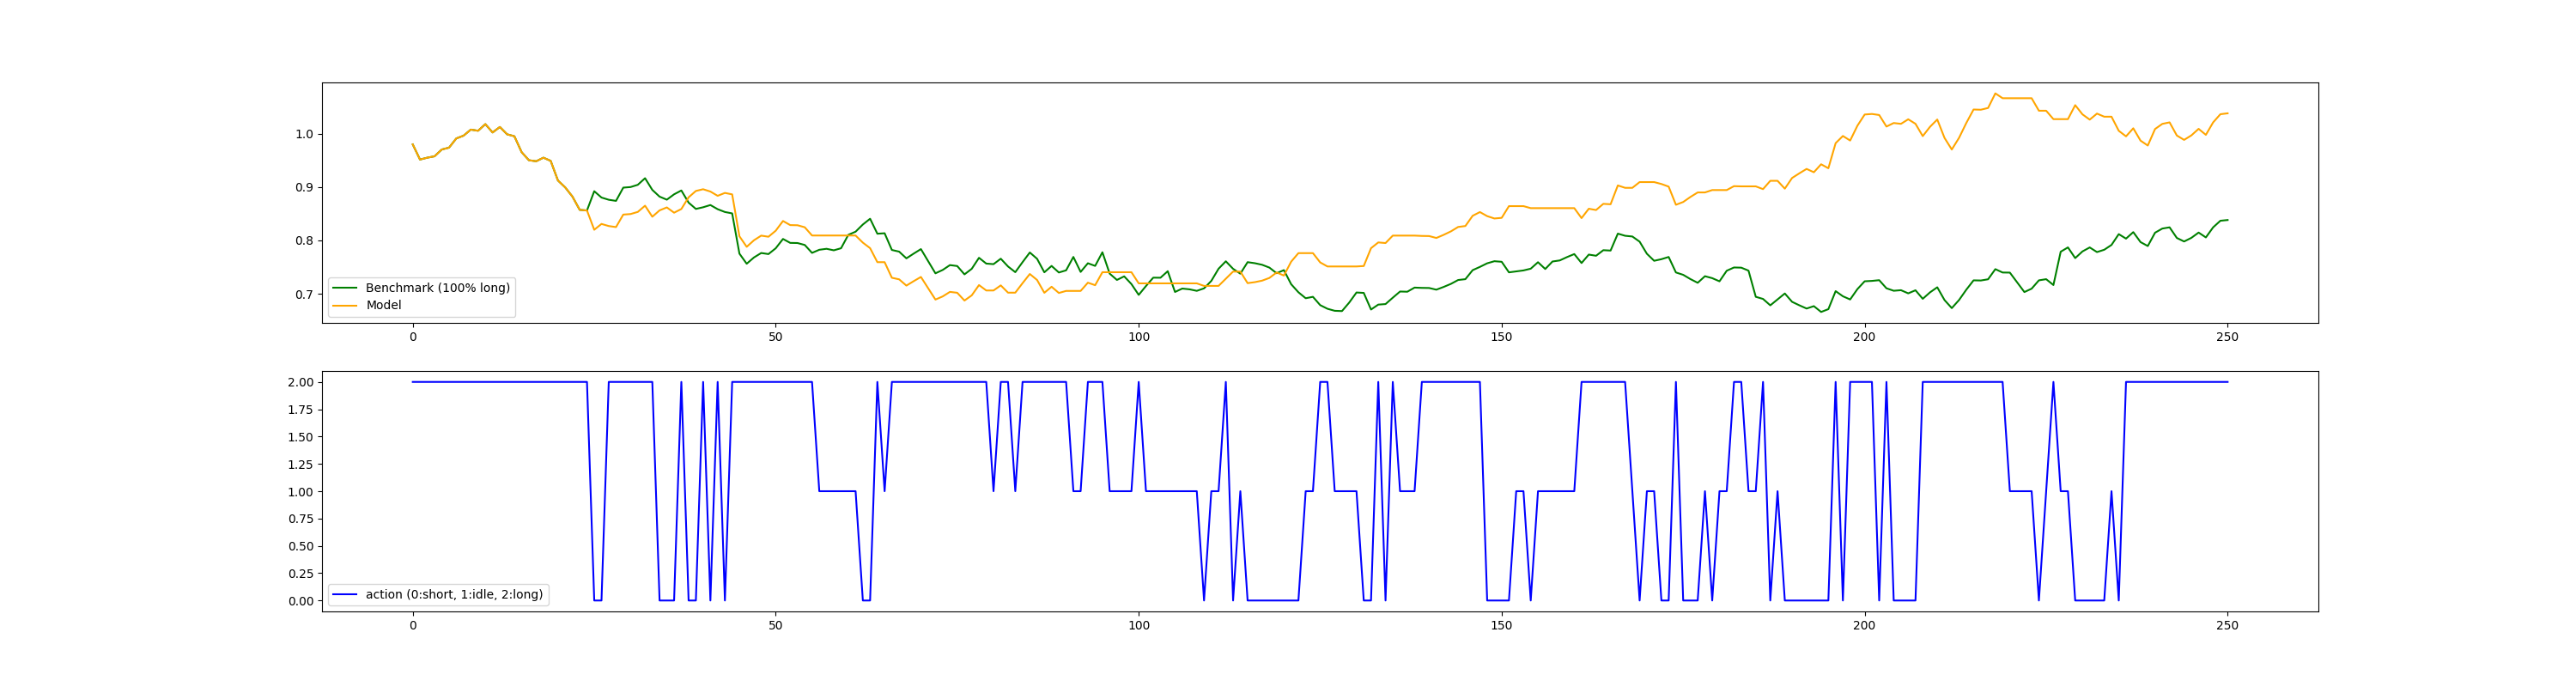 1.0
0.9
0.8
0.7
Benchmark (100% long)
Model
0 50 100 150 200 250
2.00
1.75
1.50
1.25
1.00
0.75
0.50
0.25
0.00
action (0:short, 1:idle, 2:long)
0 50 100 150 200 250